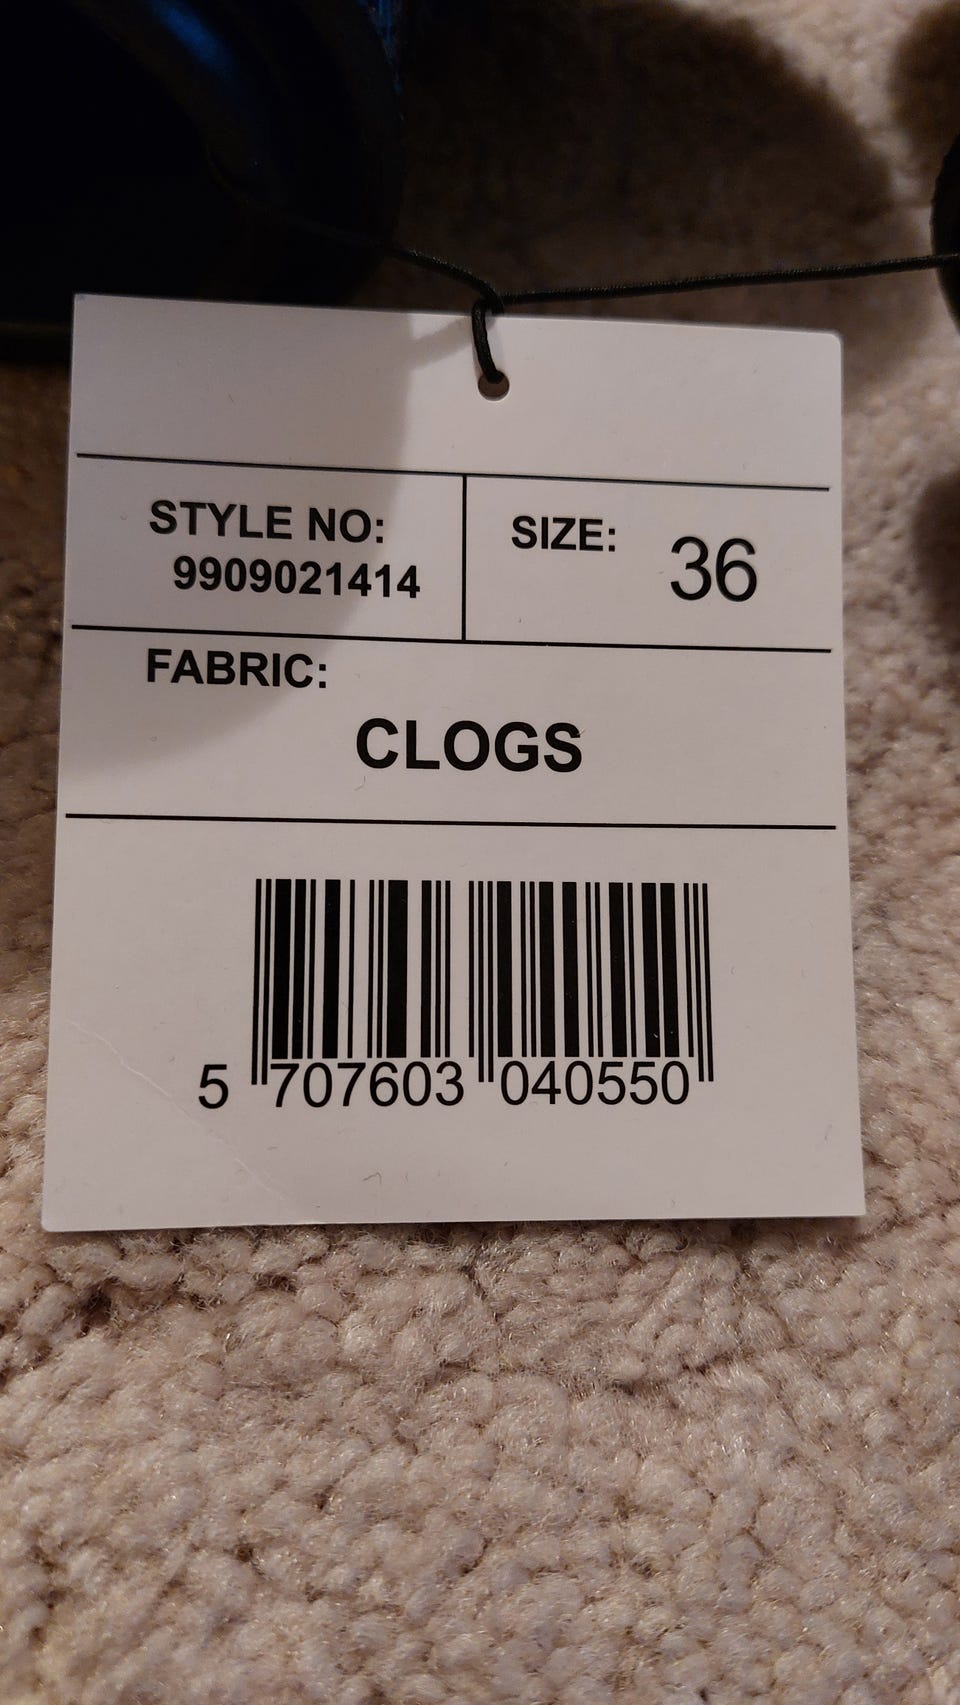 STYLE NO:
9909021414
SIZE: 36
FABRIC:
CLOGS
5 707603 040550